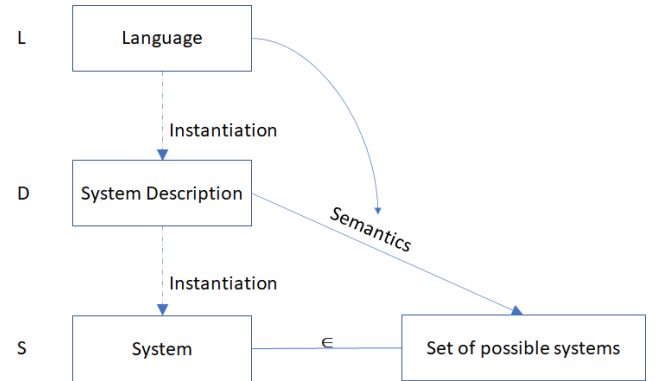 L
Language
Instantiation
D
System Description
Semantics
Instantiation
S
System
∈
Set of possible systems